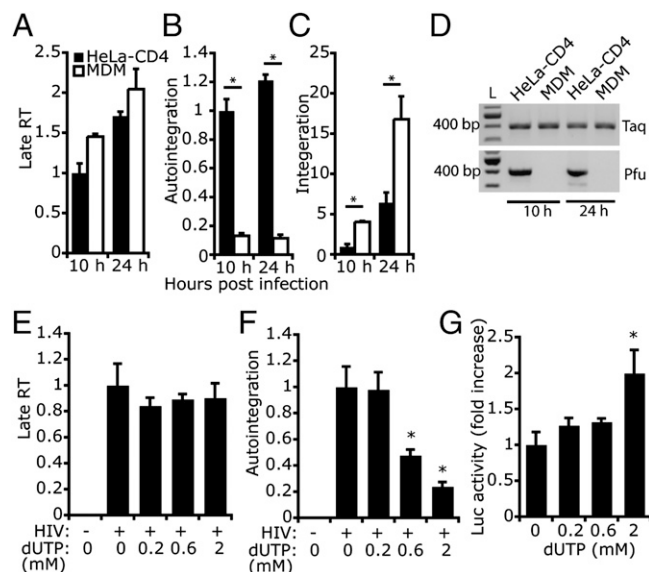 A
HeLa-CD4
MDM
Late RT
2.5
2
1.5
1
0.5
0
10 h 24 h
B
Autointegration
1.4
1.2
1
0.8
0.6
0.4
0.2
0
* *
10 h 24 h
Hours post infection
C
Integeration
25
20
15
10
5
0
* *
10 h 24 h
D
L HeLa-CD4 MDM HeLa-CD4 MDM
400 bp Taq
400 bp Pfu
10 h 24 h
E
Late RT
1.4
1.2
1
0.8
0.6
0.4
0.2
0
HIV: - + + + +
dUTP: 0 0 0.2 0.6 2
(mM)
F
Autointegration
1.4
1.2
1
0.8
0.6
0.4
0.2
0
* *
HIV: - + + + +
dUTP: 0 0 0.2 0.6 2
(mM)
G
Luc activity (fold increase)
2.5
2
1.5
1
0.5
0
*
0 0.2 0.6 2
dUTP (mM)